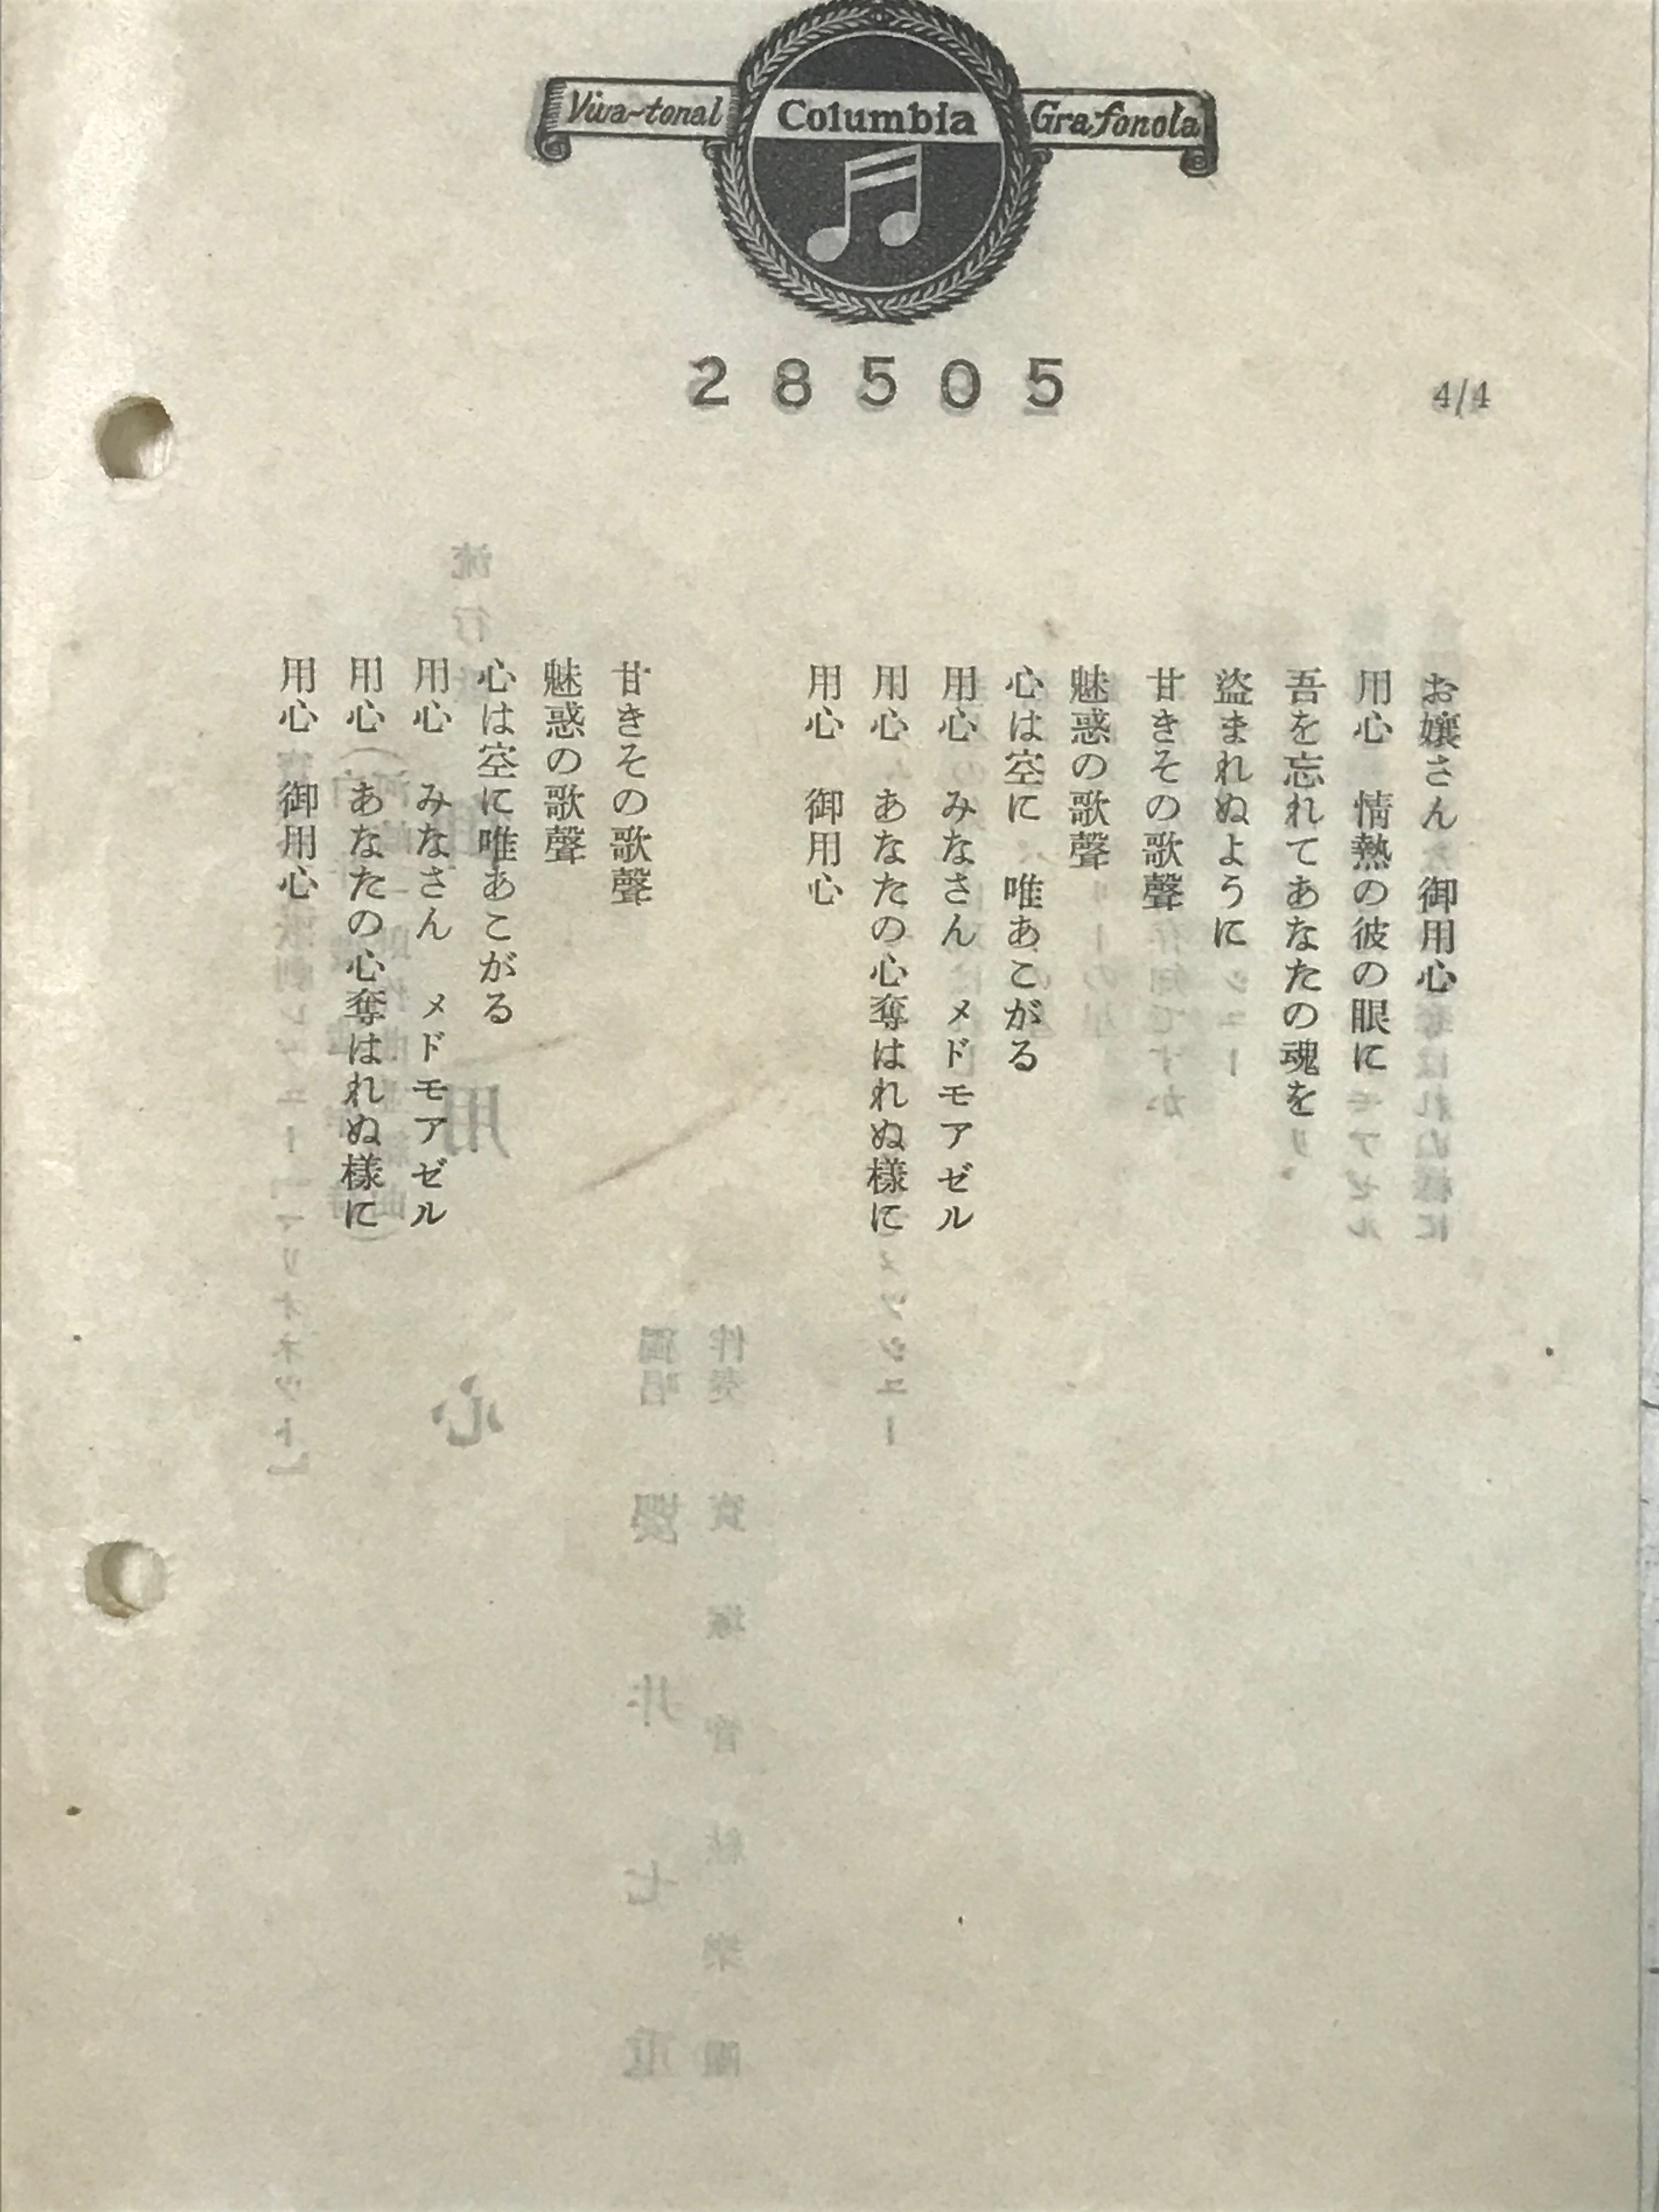 Viva-tonal Columbia Grafonola
28505
4/4
お孃さん 御用心
用心 情熱の彼の眼に
吾を忘れてあなたの魂を
盜まれぬように
甘きその歌聲
魅惑の歌聲
心は空に 唯あこがる
用心 みなさん メドモアゼル
用心 あなたの心奪はれぬ樣に
用心 御用心
甘きその歌聲
魅惑の歌聲
心は空に唯あこがる
用心 みなさん メドモアゼル
用心 あなたの心奪はれぬ樣に
用心 御用心